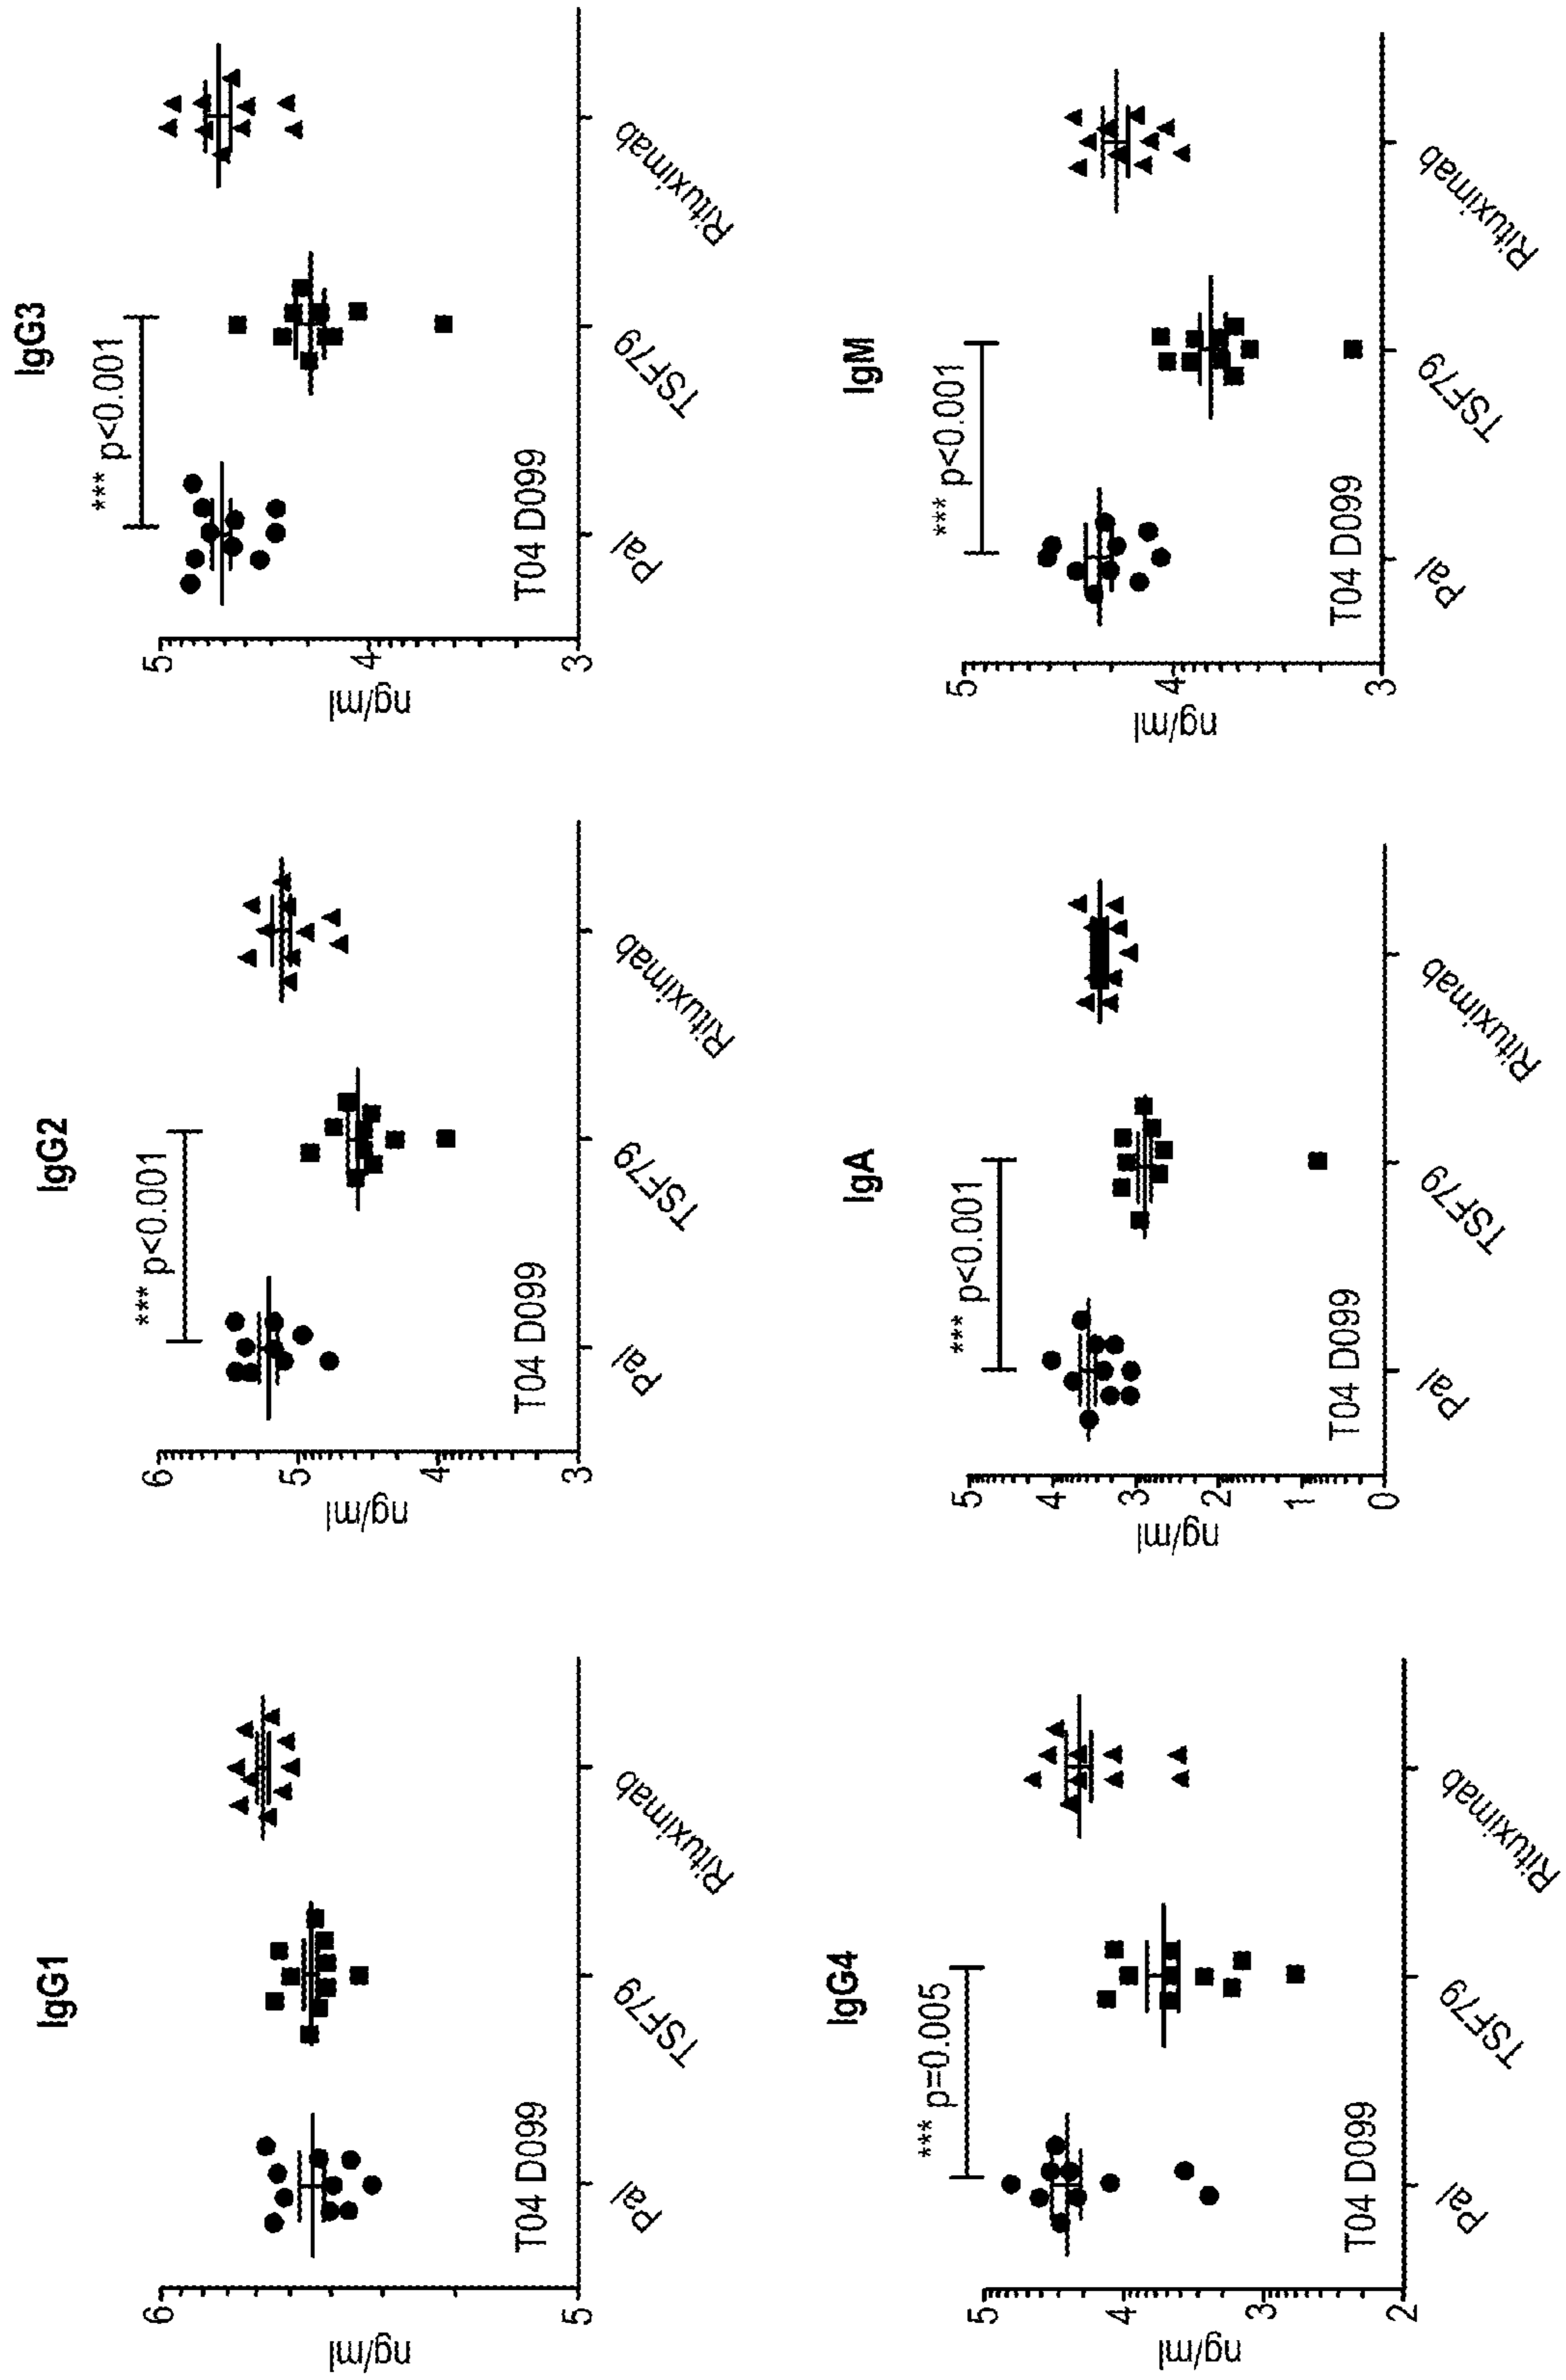 IgG1
6
5
ng/ml
T04 D099
Pal
TSF79
Rituximab
IgG2
*** p<0.001
6
5
4
3
ng/ml
T04 D099
Pal
TSF79
Rituximab
IgG3
*** p<0.001
5
4
3
ng/ml
T04 D099
Pal
TSF79
Rituximab
IgG4
*** p=0.005
5
4
3
2
ng/ml
T04 D099
Pal
TSF79
Rituximab
IgA
*** p<0.001
5
4
3
2
1
0
ng/ml
T04 D099
Pal
TSF79
Rituximab
IgM
*** p<0.001
5
4
3
ng/ml
T04 D099
Pal
TSF79
Rituximab